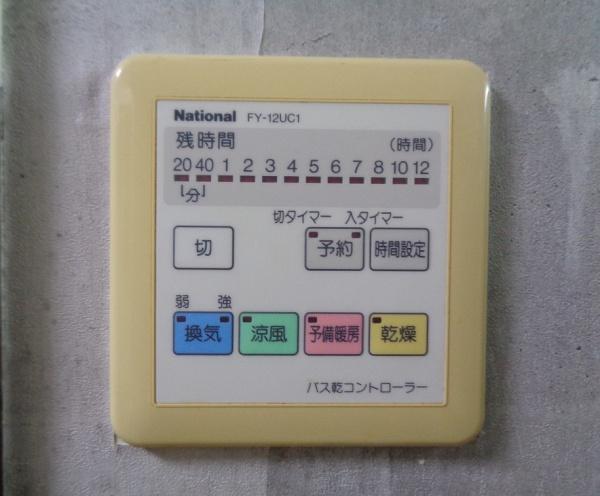 National FY-12UC1
残時間 （時間）
20 40 1 2 3 4 5 6 7 8 10 12
└分┘
切タイマー 入タイマー
切 予約 時間設定
弱 強
換気 涼風 予備暖房 乾燥
バス乾コントローラー